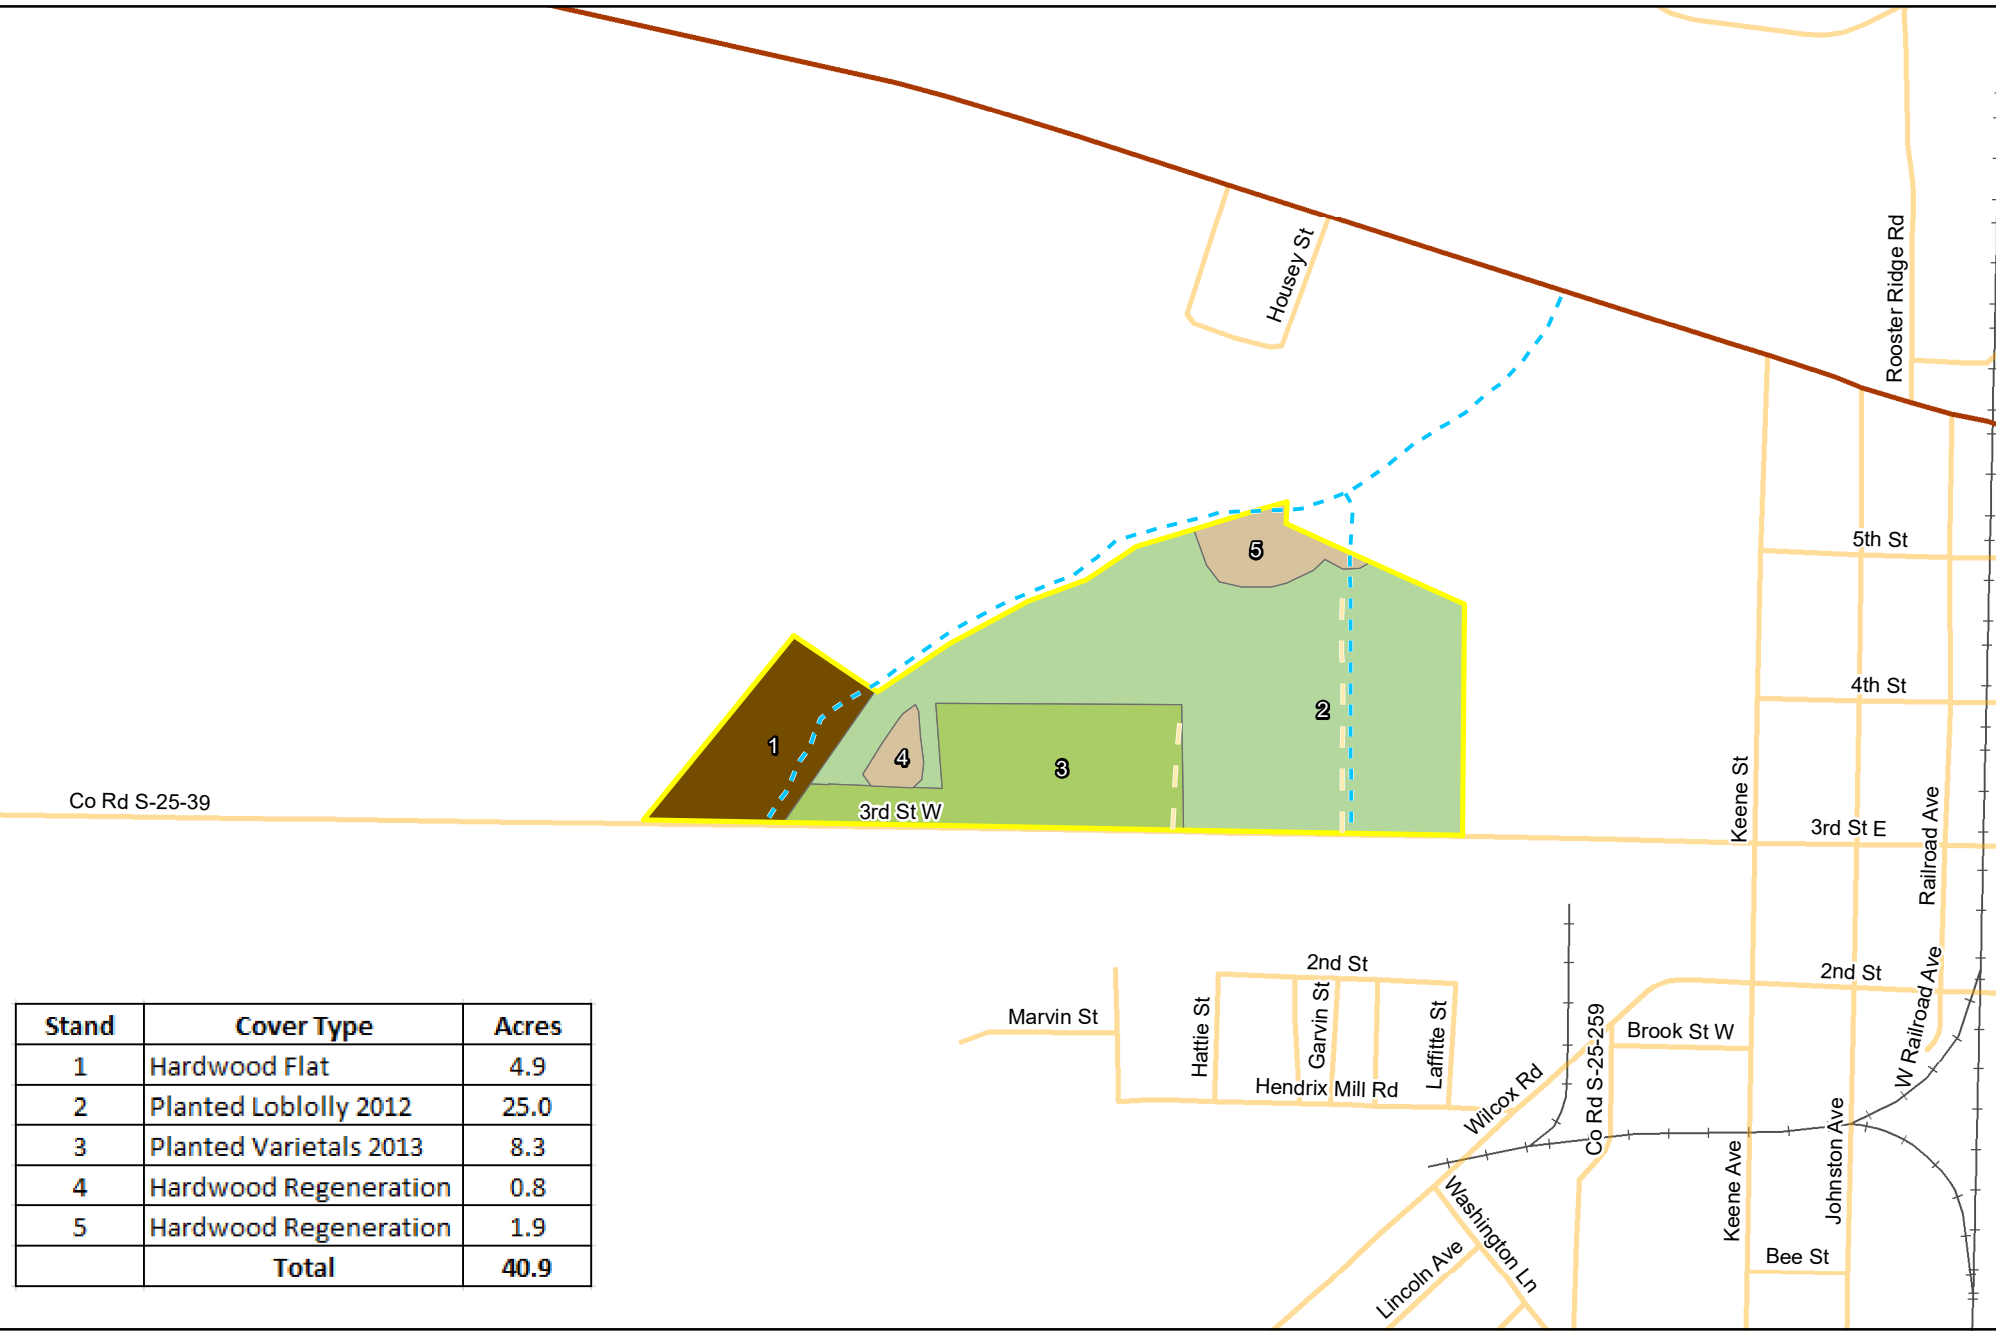 Housey St
Rooster Ridge Rd
5th St
5
4th St
2
1
4
3
Keene St
Co Rd S-25-39
3rd St W
3rd St E
Railroad Ave
2nd St
2nd St
W Railroad Ave
Marvin St
Hattie St
Garvin St
Laffitte St
Hendrix Mill Rd
Wilcox Rd
Co Rd S-25-259
Brook St W
Keene Ave
Johnston Ave
Washington Ln
Lincoln Ave
Bee St
Stand Cover Type Acres
1 Hardwood Flat 4.9
2 Planted Loblolly 2012 25.0
3 Planted Varietals 2013 8.3
4 Hardwood Regeneration 0.8
5 Hardwood Regeneration 1.9
Total 40.9